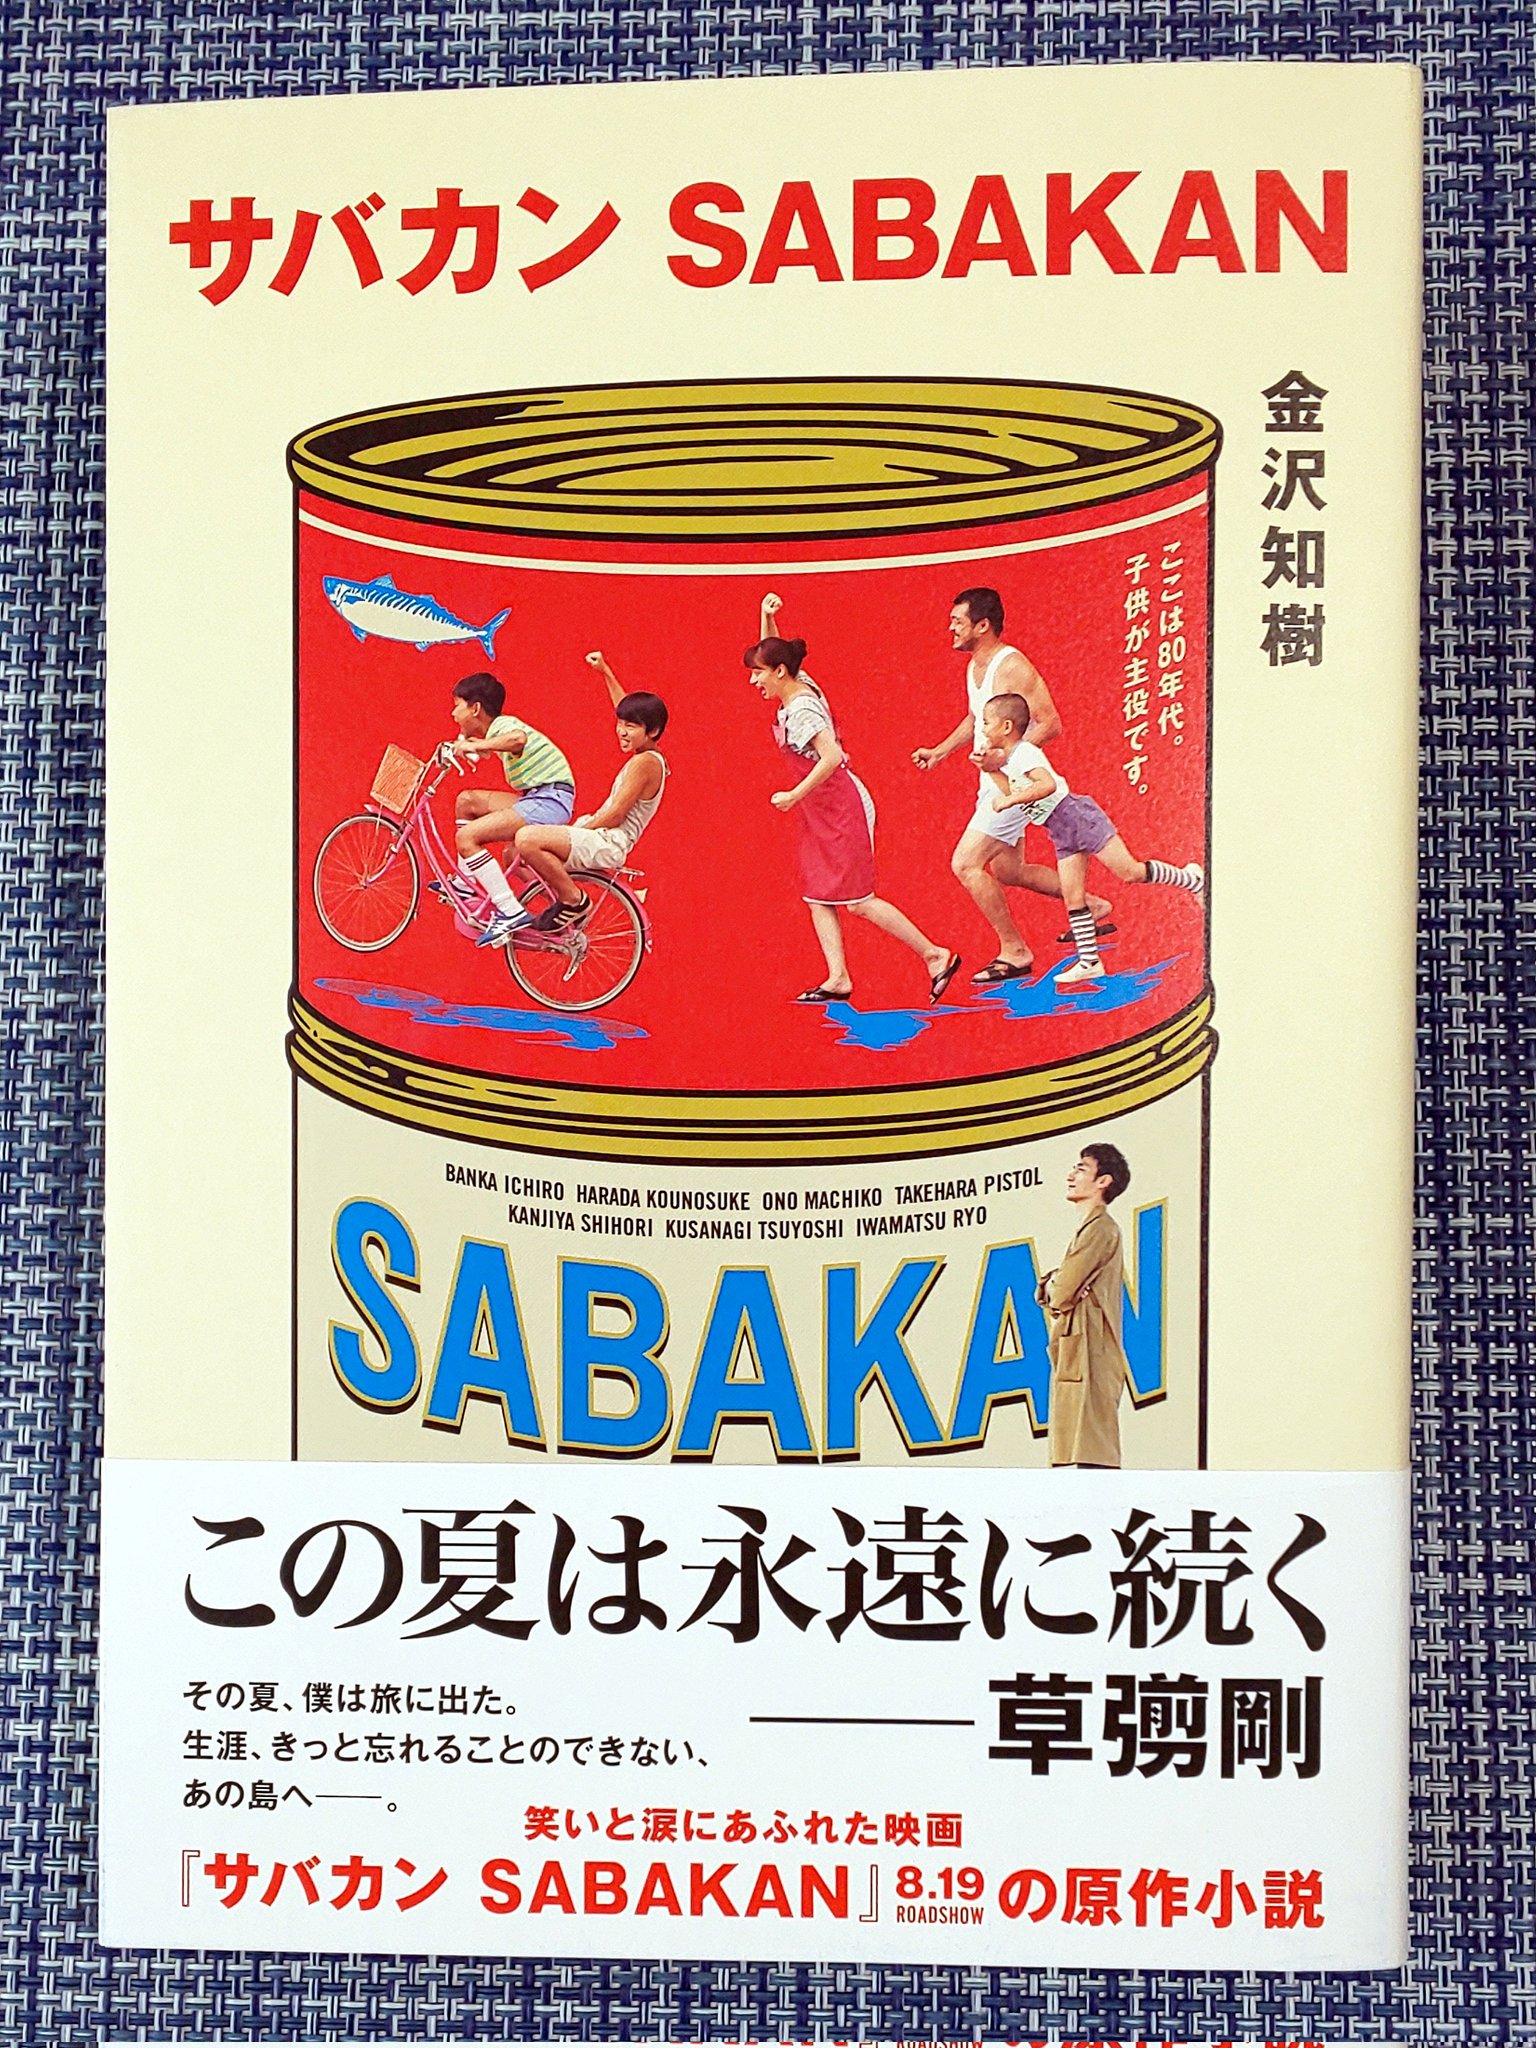 サバカン SABAKAN
金沢知樹
ここは80年代。
子供が主役です。
BANKA ICHIRO HARADA KOUNOSUKE ONO MACHIKO TAKEHARA PISTOL
KANJIYA SHIHORI KUSANAGI TSUYOSHI IWAMATSU RYO
SABAKAN
この夏は永遠に続く
——草彅剛
その夏、僕は旅に出た。
生涯、きっと忘れることのできない、
あの島へ——。
笑いと涙にあふれた映画
『サバカン SABAKAN』8.19 ROADSHOW の原作小説